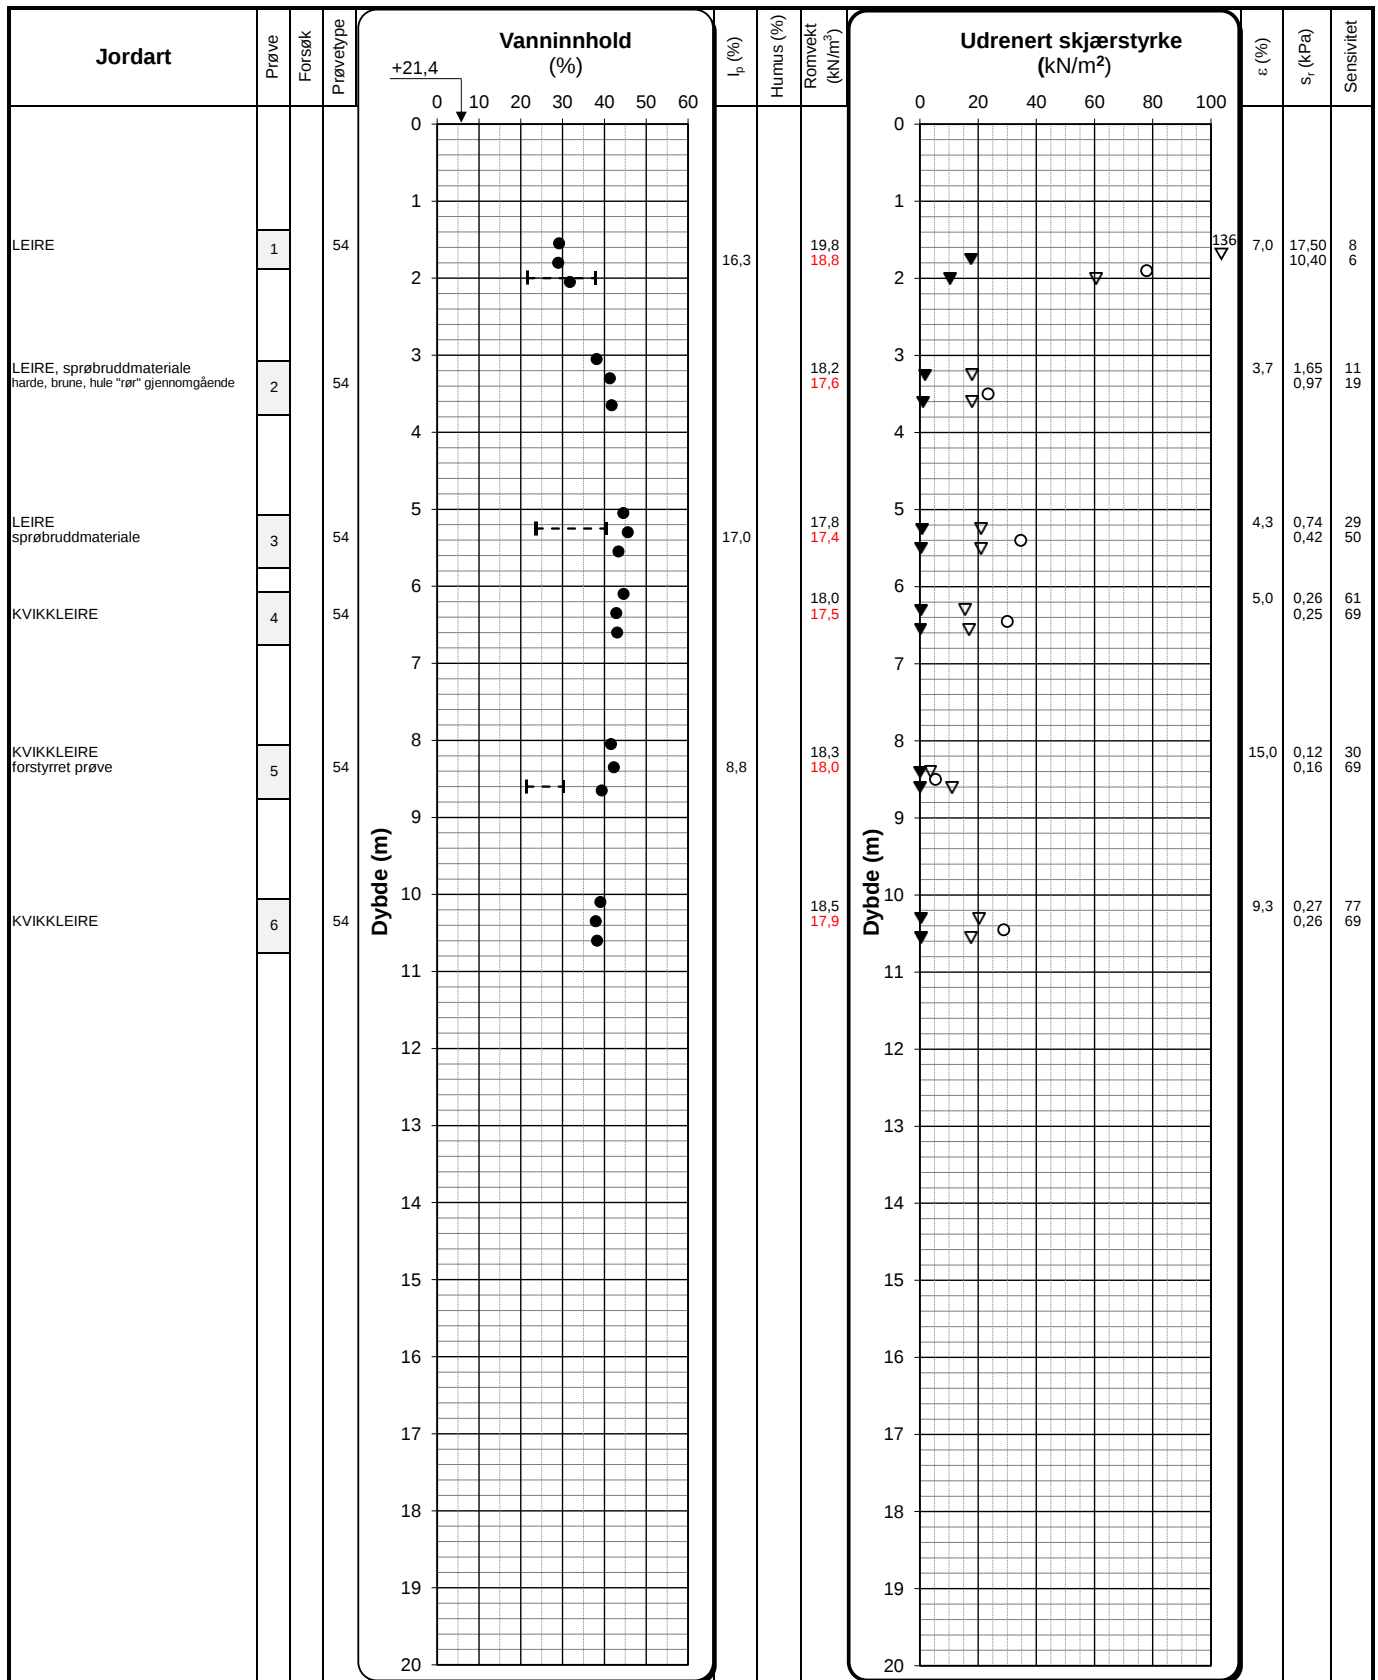 Jordart
Prøve
Forsøk
Prøvetype
Vanninnhold
(%)
+21,4
0 10 20 30 40 50 60
Ip (%)
Humus (%)
Romvekt
(kN/m³)
Udrenert skjærstyrke
(kN/m²)
0 20 40 60 80 100
ε (%)
sr (kPa)
Sensivitet
0 0
1 1
136
LEIRE 1 54 19,8 7,0 17,50 8
16,3 18,8 10,40 6
2 2
3 3
LEIRE, sprøbruddmateriale 18,2 3,7 1,65 11
harde, brune, hule "rør" gjennomgående 2 54 17,6 0,97 19
4 4
5 5
LEIRE 17,8 4,3 0,74 29
sprøbruddmateriale 3 54 17,0 17,4 0,42 50
6 6
18,0 5,0 0,26 61
KVIKKLEIRE 4 54 17,5 0,25 69
7 7
8 8
KVIKKLEIRE 18,3 15,0 0,12 30
forstyrret prøve 5 54 8,8 18,0 0,16 69
9 9
Dybde (m) Dybde (m)
10 10
18,5 9,3 0,27 77
KVIKKLEIRE 6 54 17,9 0,26 69
11 11
12 12
13 13
14 14
15 15
16 16
17 17
18 18
19 19
20 20